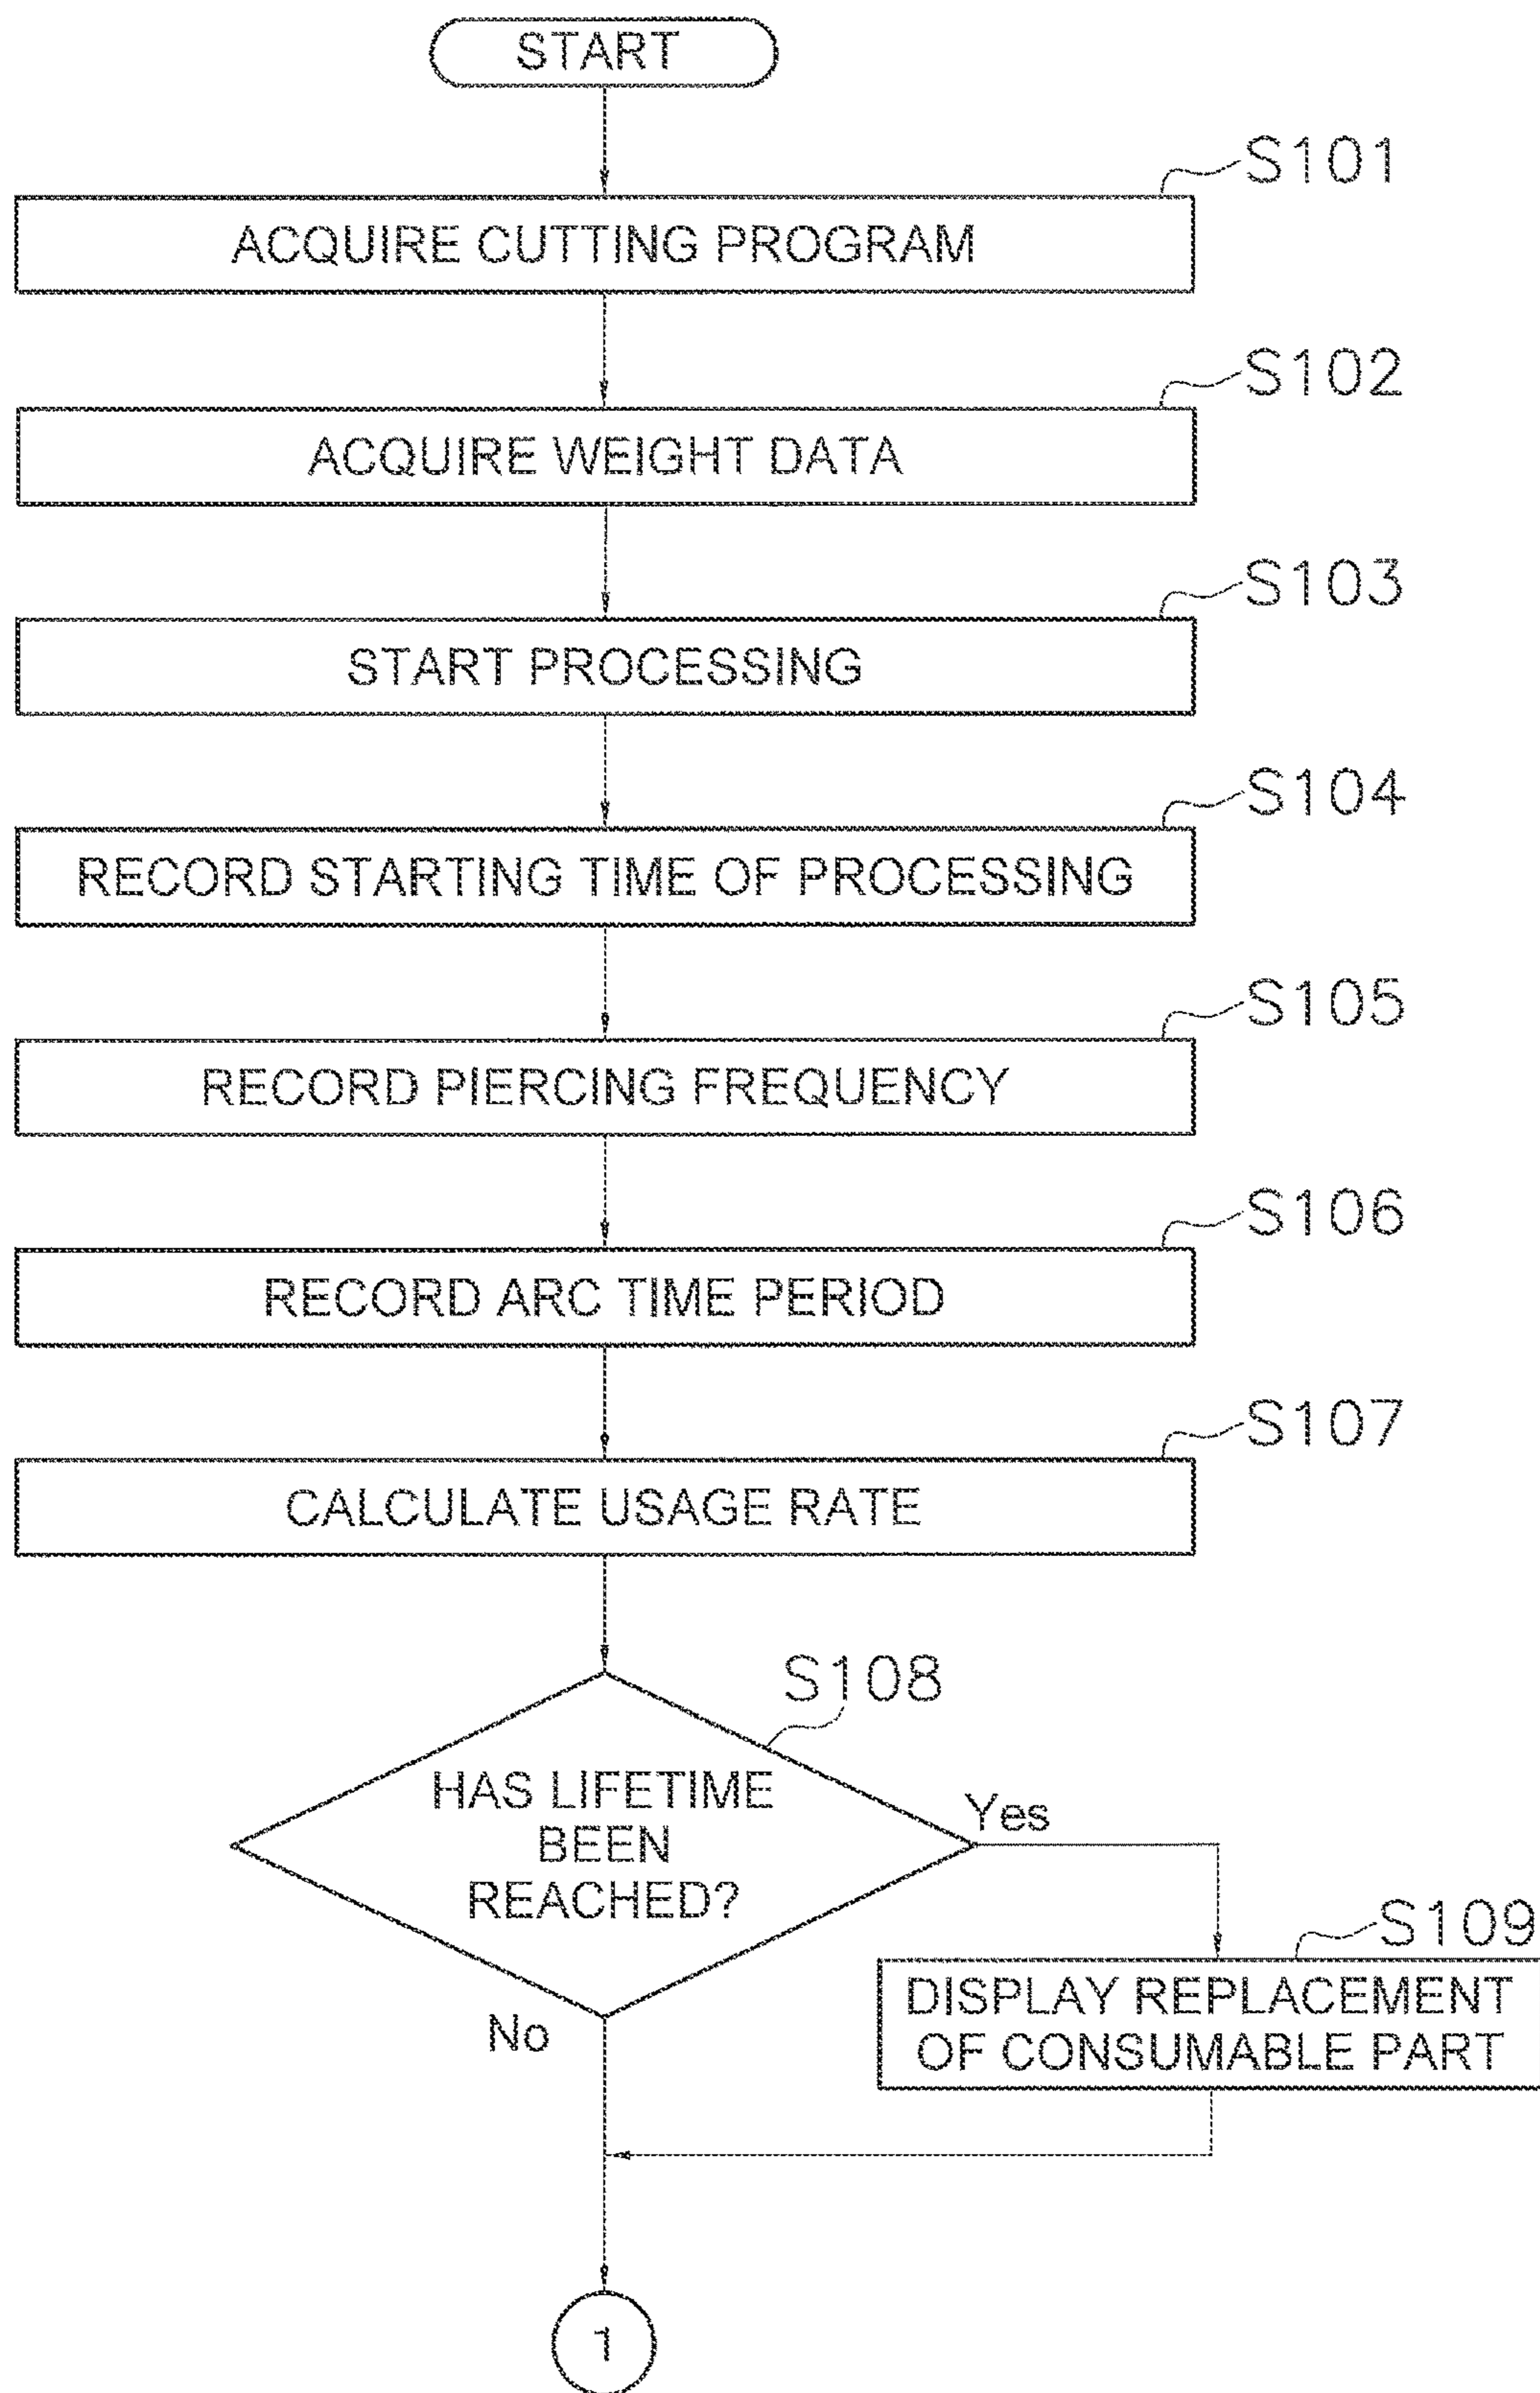 START
S101
ACQUIRE CUTTING PROGRAM
S102
ACQUIRE WEIGHT DATA
S103
START PROCESSING
S104
RECORD STARTING TIME OF PROCESSING
S105
RECORD PIERCING FREQUENCY
S106
RECORD ARC TIME PERIOD
S107
CALCULATE USAGE RATE
S108
HAS LIFETIME
BEEN
REACHED?
Yes
S109
DISPLAY REPLACEMENT
OF CONSUMABLE PART
No
1